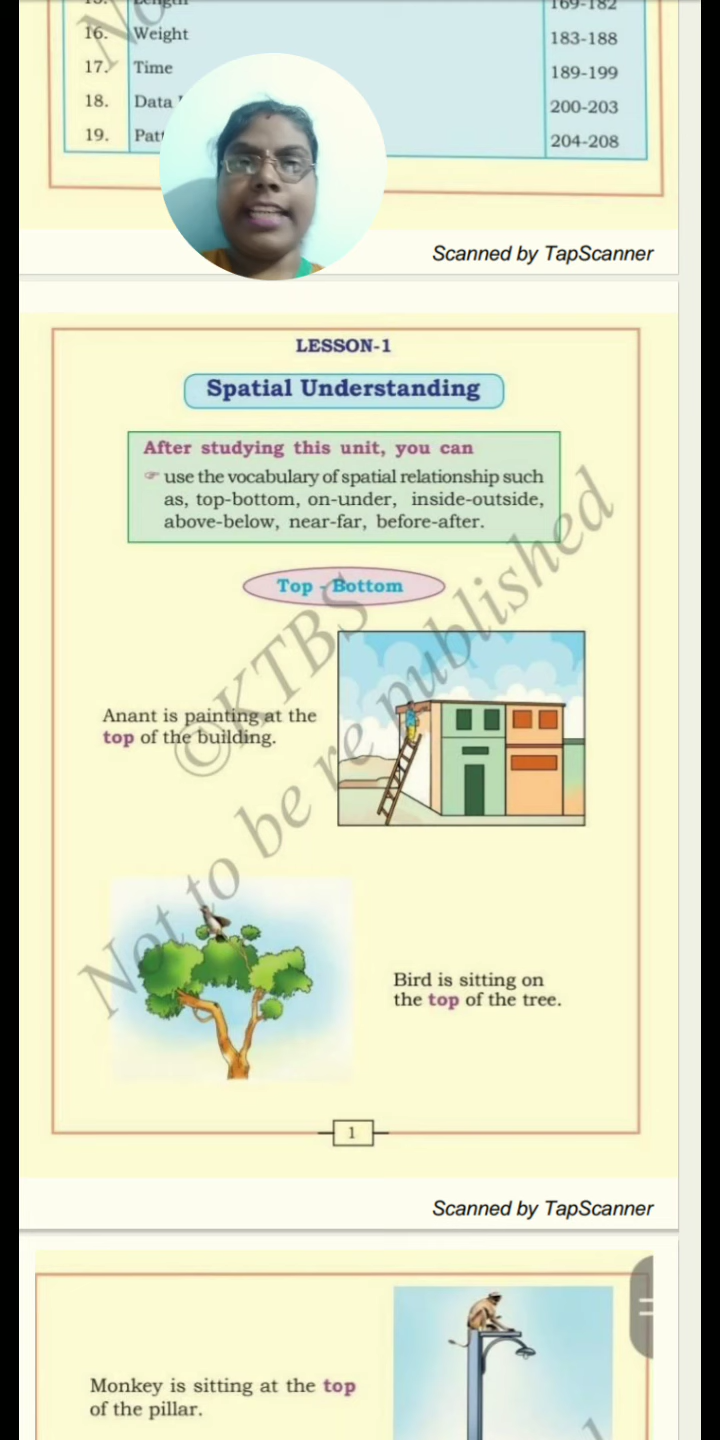 169-182
16. Weight 183-188
17. Time 189-199
18. Data 200-203
19. 204-208
Scanned by TapScanner
LESSON-1
Spatial Understanding
After studying this unit, you can
use the vocabulary of spatial relationship such
as, top-bottom, on-under, inside-outside,
above-below, near-far, before-after.
Top - Bottom
Anant is painting at the
top of the building.
Bird is sitting on
the top of the tree.
©KTBS
Not to be re published
1
Scanned by TapScanner
Monkey is sitting at the top
of the pillar.